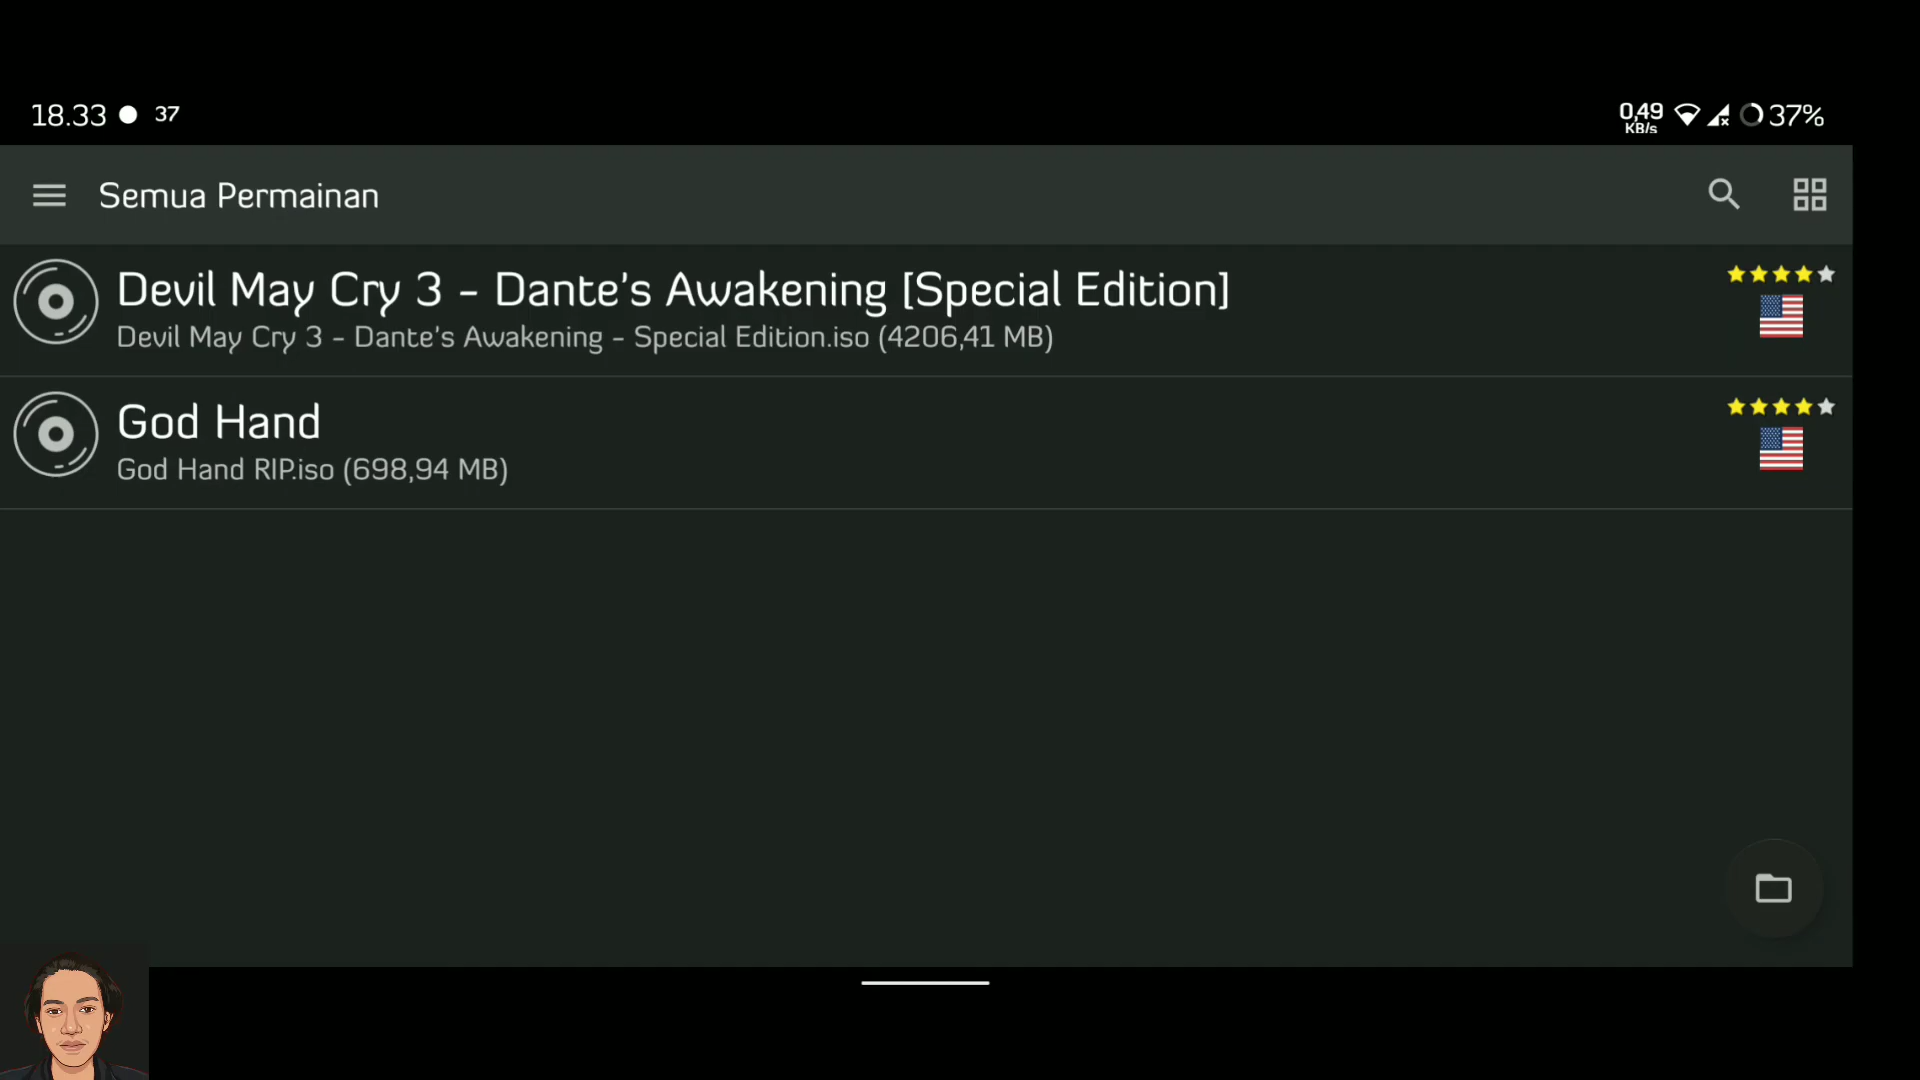 18.33 37 0,49 KB/s 37%
Semua Permainan
Devil May Cry 3 - Dante's Awakening [Special Edition]
Devil May Cry 3 - Dante's Awakening - Special Edition.iso (4206,41 MB)
God Hand
God Hand RIP.iso (698,94 MB)